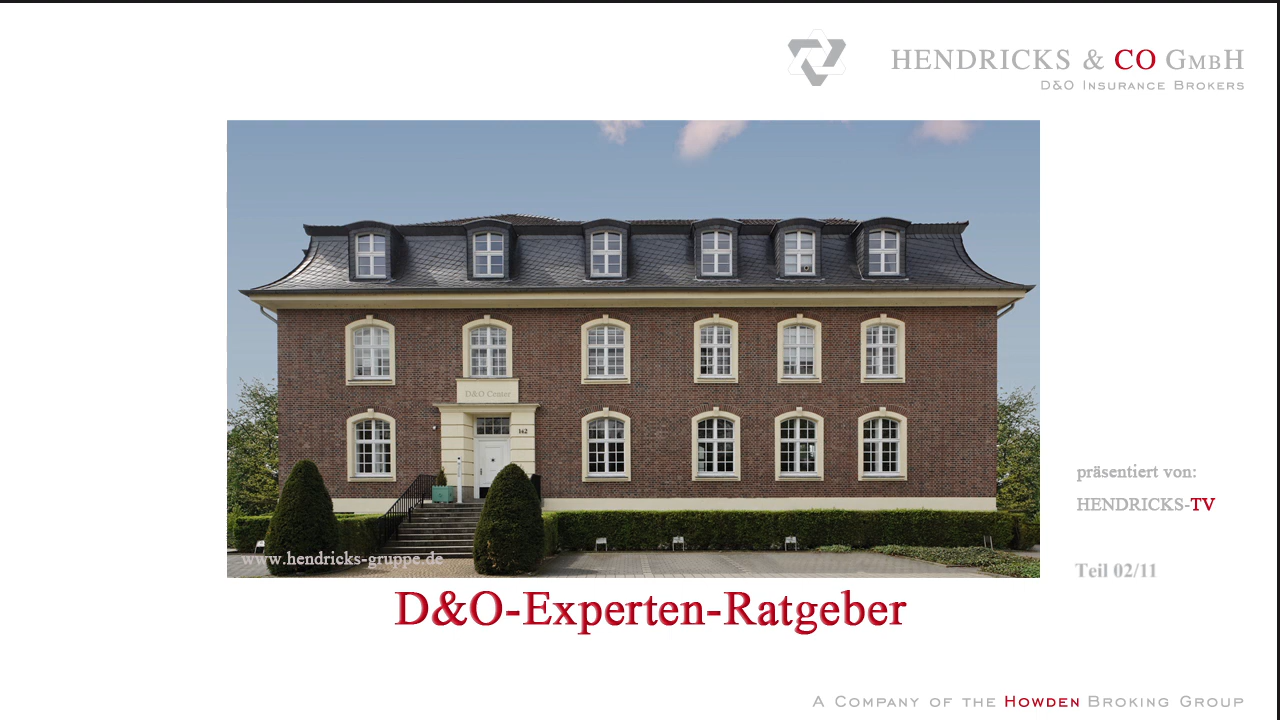 HENDRICKS & CO GMBH
D&O INSURANCE BROKERS
D&O Center
142
präsentiert von:
HENDRICKS-TV
www.hendricks-gruppe.de
Teil 02/11
D&O-Experten-Ratgeber
A COMPANY OF THE HOWDEN BROKING GROUP